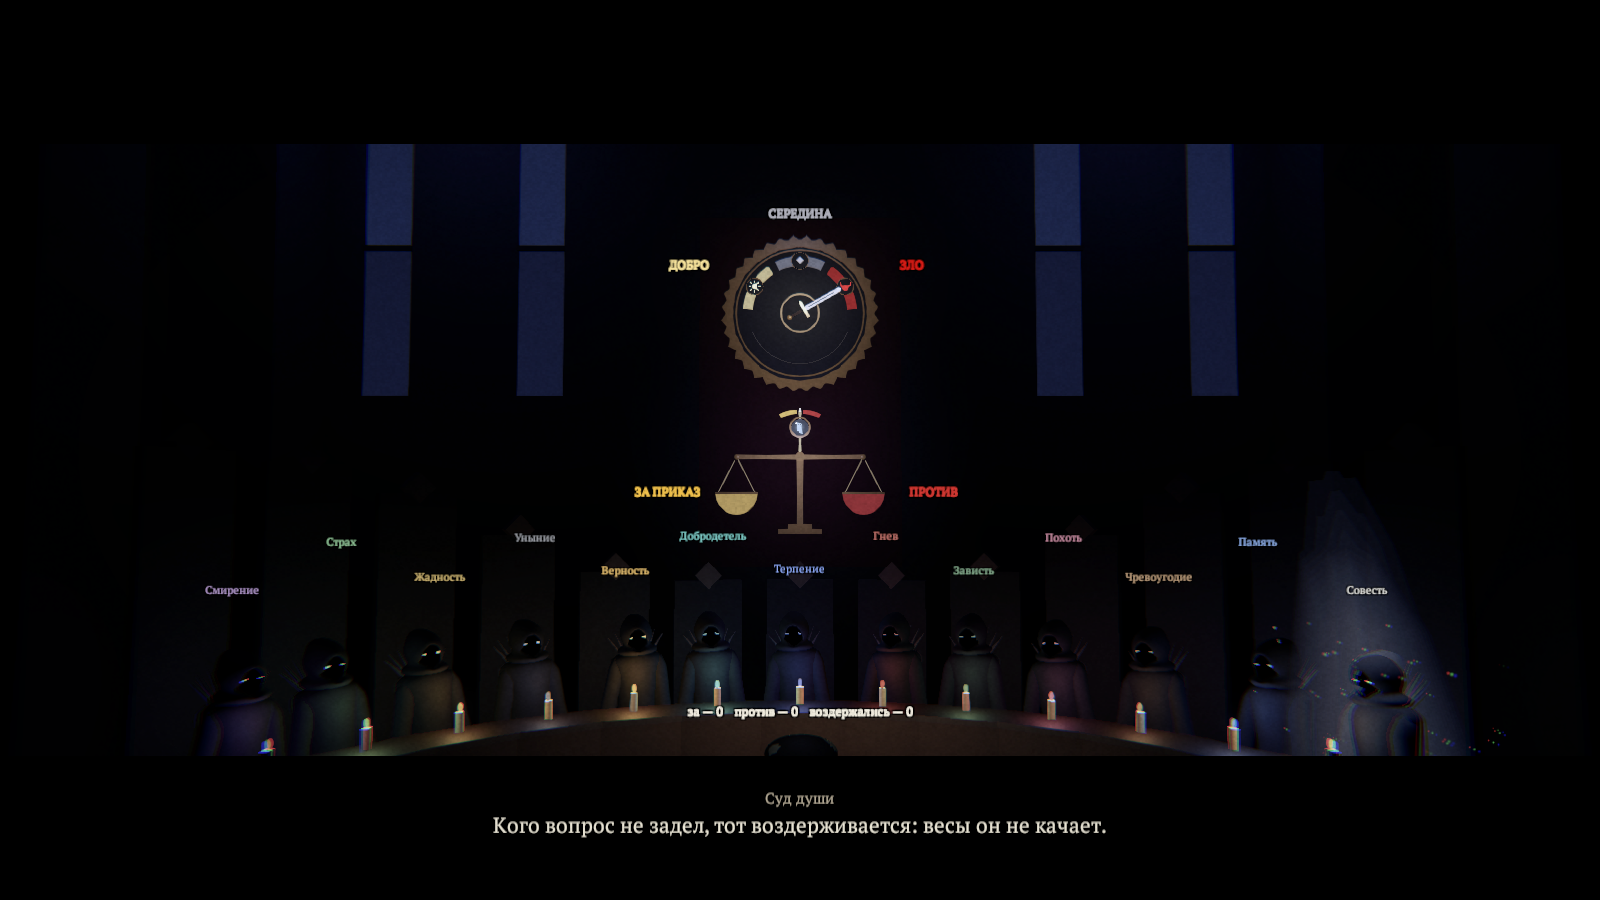 СЕРЕДИНА
ДОБРО
ЗЛО
ЗА ПРИКАЗ
ПРОТИВ
Страх
Уныние
Добродетель
Гнев
Похоть
Память
Смирение
Жадность
Верность
Терпение
Зависть
Чревоугодие
Совесть
за — 0 против — 0 воздержались — 0
Суд души
Кого вопрос не задел, тот воздерживается: весы он не качает.